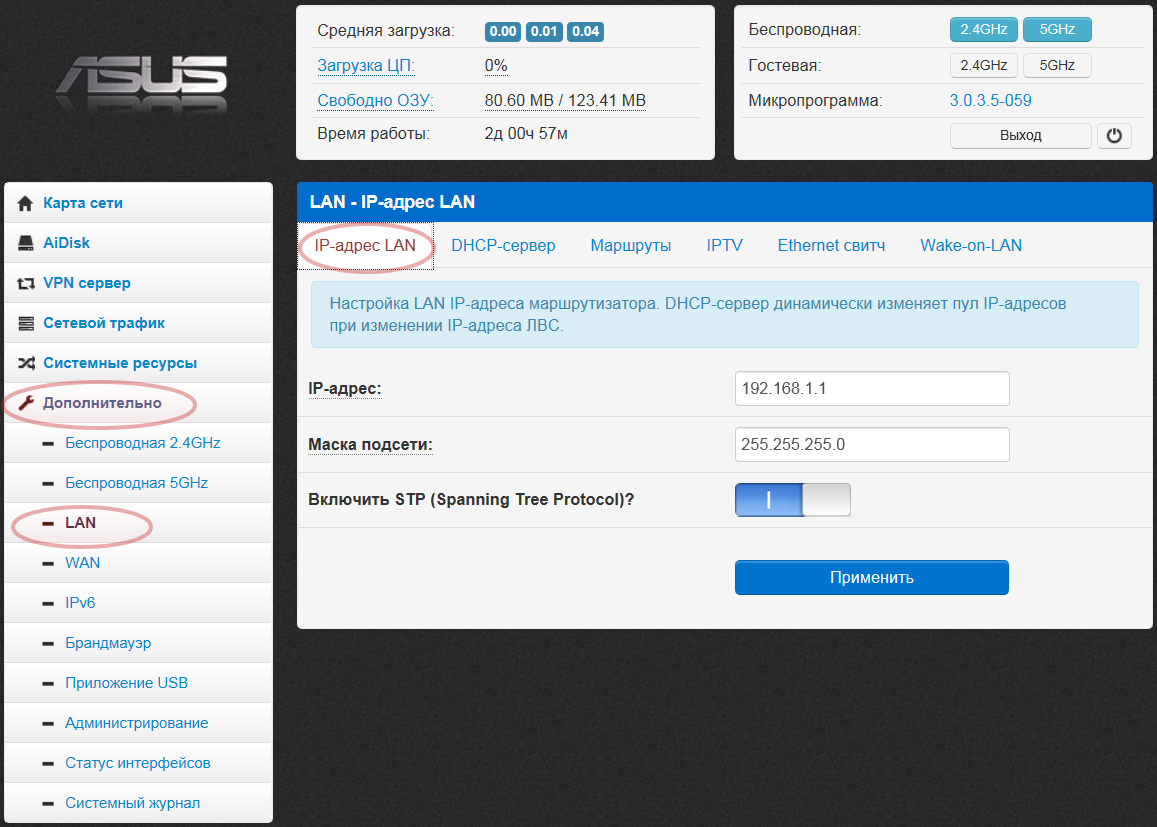 ASUS
Средняя загрузка: 0.00 0.01 0.04
Загрузка ЦП: 0%
Свободно ОЗУ: 80.60 MB / 123.41 MB
Время работы: 2д 00ч 57м
Беспроводная: 2.4GHz 5GHz
Гостевая: 2.4GHz 5GHz
Микропрограмма: 3.0.3.5-059
Выход
Карта сети
AiDisk
VPN сервер
Сетевой трафик
Системные ресурсы
Дополнительно
Беспроводная 2.4GHz
Беспроводная 5GHz
LAN
WAN
IPv6
Брандмауэр
Приложение USB
Администрирование
Статус интерфейсов
Системный журнал
LAN - IP-адрес LAN
IP-адрес LAN DHCP-сервер Маршруты IPTV Ethernet свитч Wake-on-LAN
Настройка LAN IP-адреса маршрутизатора. DHCP-сервер динамически изменяет пул IP-адресов
при изменении IP-адреса ЛВС.
IP-адрес: 192.168.1.1
Маска подсети: 255.255.255.0
Включить STP (Spanning Tree Protocol)?
Применить